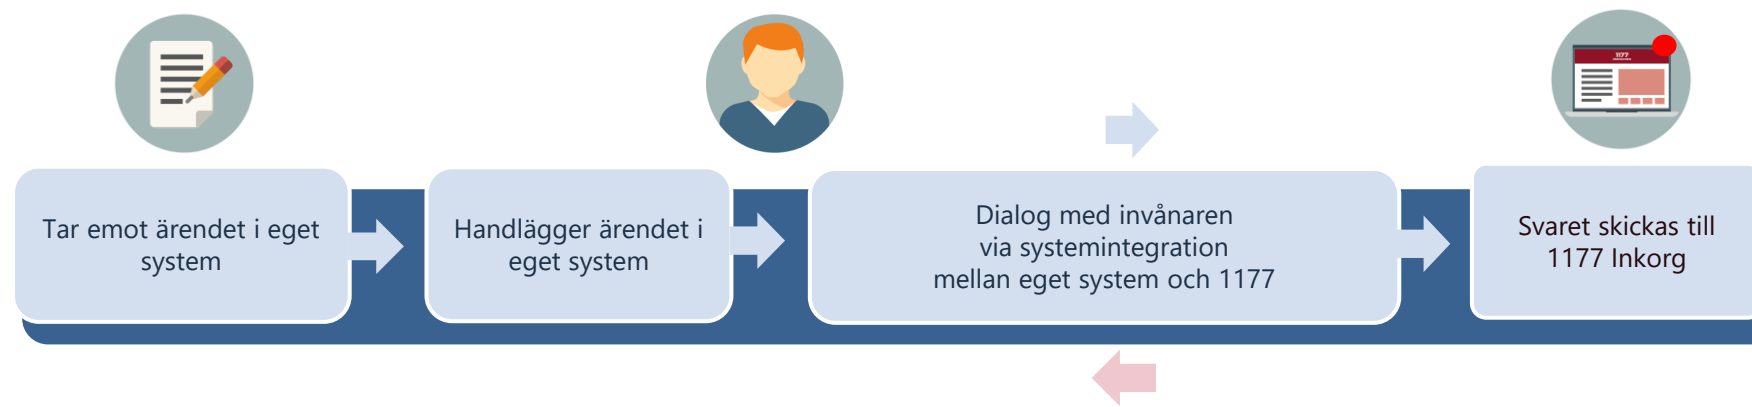 1177
Tar emot ärendet i eget
system
Handlägger ärendet i
eget system
Dialog med invånaren
via systemintegration
mellan eget system och 1177
Svaret skickas till
1177 Inkorg